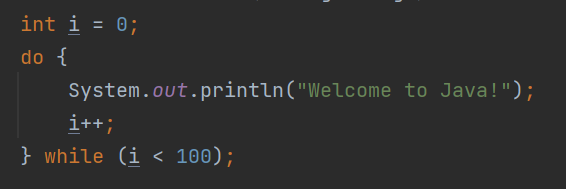 int i = 0;
do {
    System.out.println("Welcome to Java!");
    i++;
} while (i < 100);